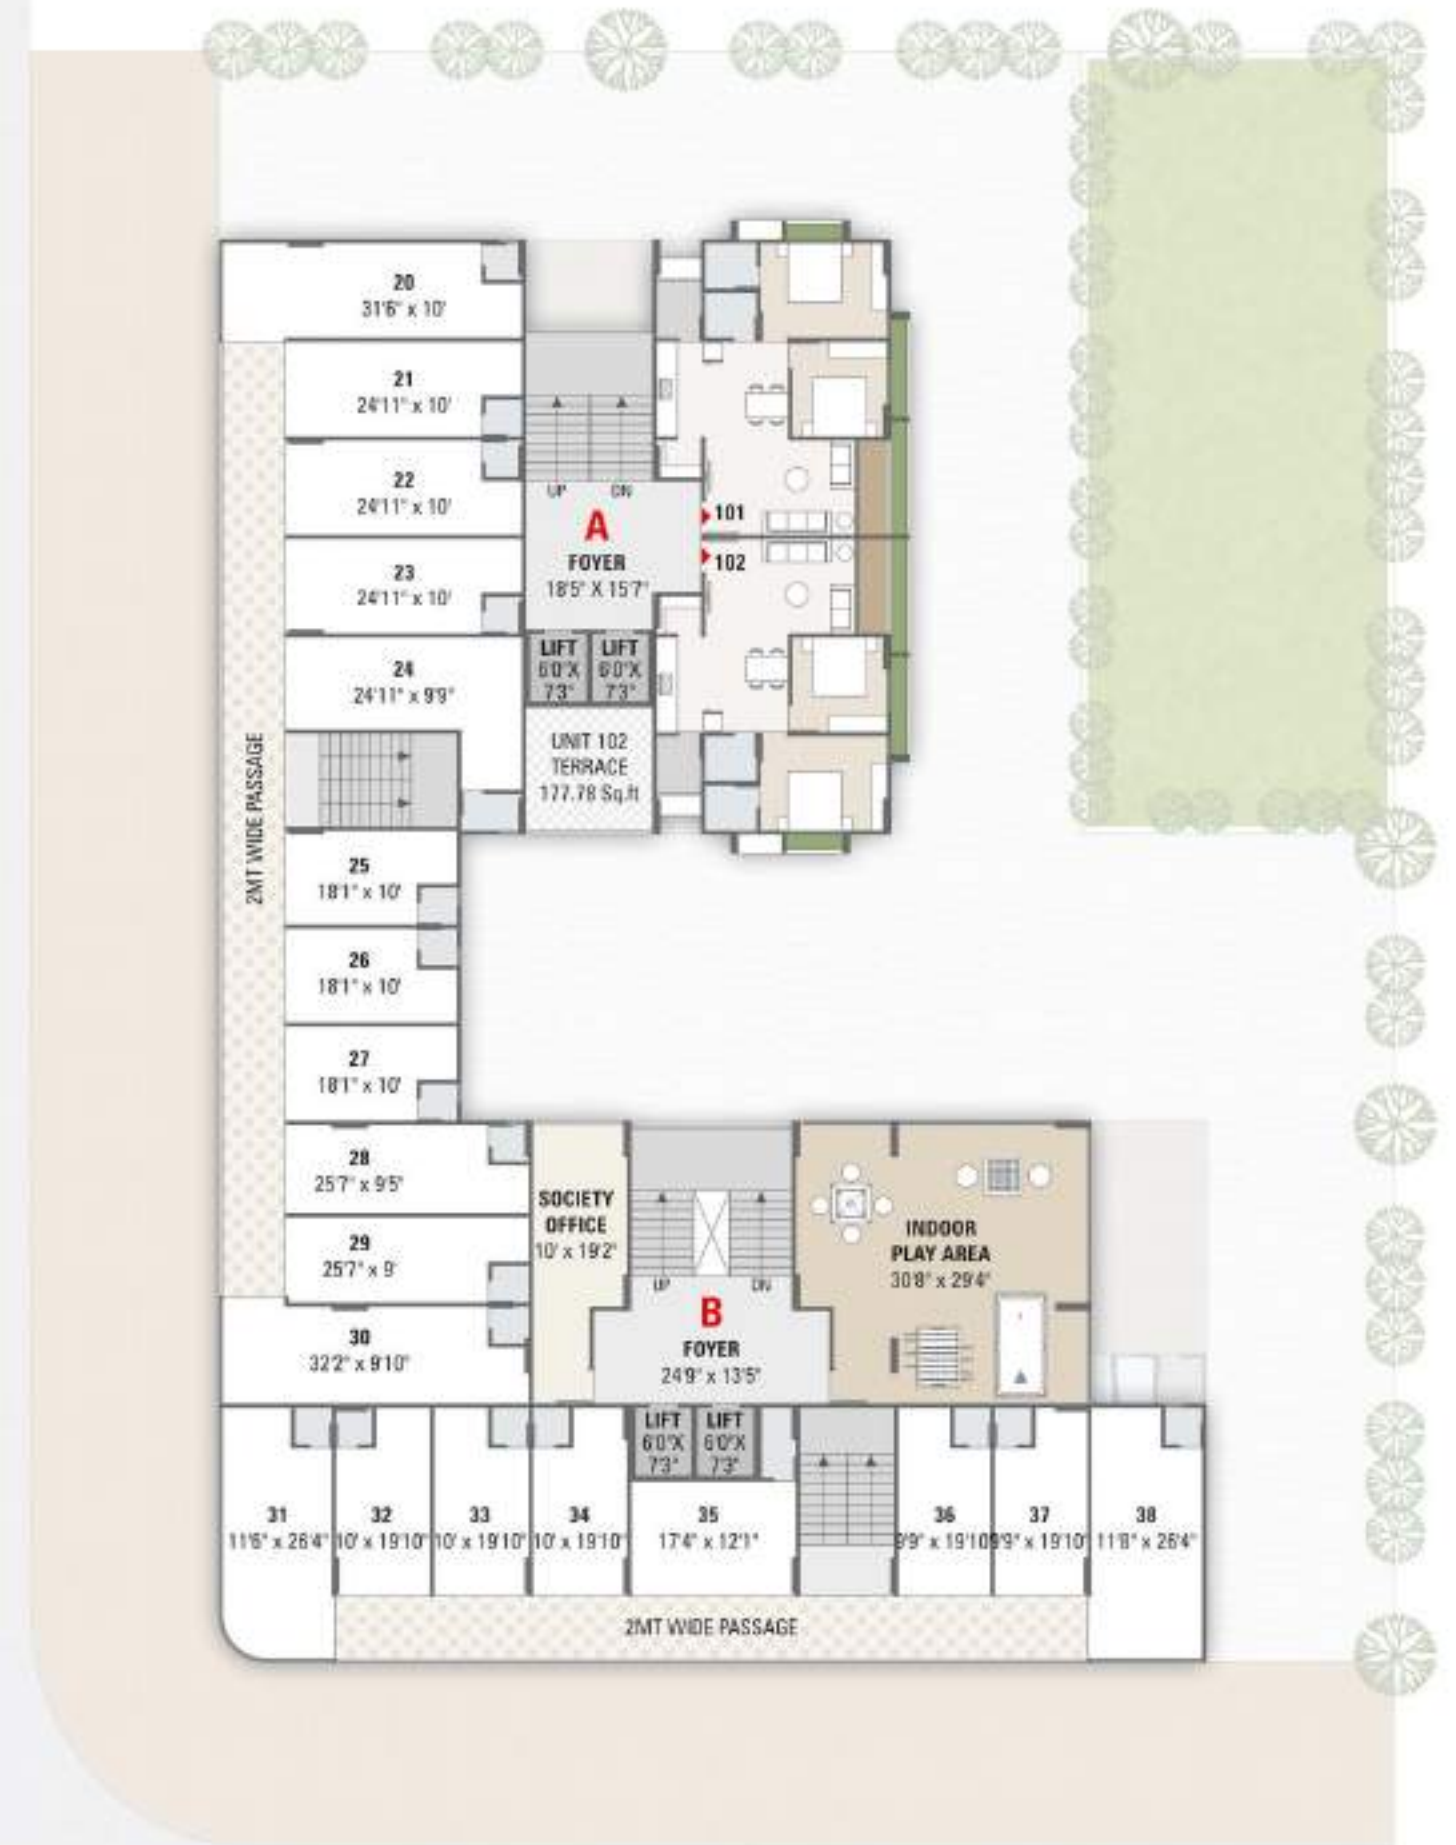 20
31'6" x 10'
21
24'11" x 10'
22
24'11" x 10'
23
24'11" x 10'
24
24'11" x 9'9"
UP
DN
A
FOYER
18'5" X 15'7"
101
102
LIFT
6'0"X
7'3"
LIFT
6'0"X
7'3"
UNIT 102
TERRACE
177.78 Sq.ft
2MT WIDE PASSAGE
25
18'1" x 10'
26
18'1" x 10'
27
18'1" x 10'
28
25'7" x 9'5"
29
25'7" x 9'
30
32'2" x 9'10"
SOCIETY
OFFICE
10' x 19'2"
UP
DN
B
FOYER
24'9" x 13'5"
INDOOR
PLAY AREA
30'8" x 29'4"
LIFT
6'0"X
7'3"
LIFT
6'0"X
7'3"
31
11'6" x 26'4"
32
10' x 19'10"
33
10' x 19'10"
34
10' x 19'10"
35
17'4" x 12'1"
36
9'9" x 19'10
37
9'9" x 19'10
38
11'8" x 26'4"
2MT WIDE PASSAGE